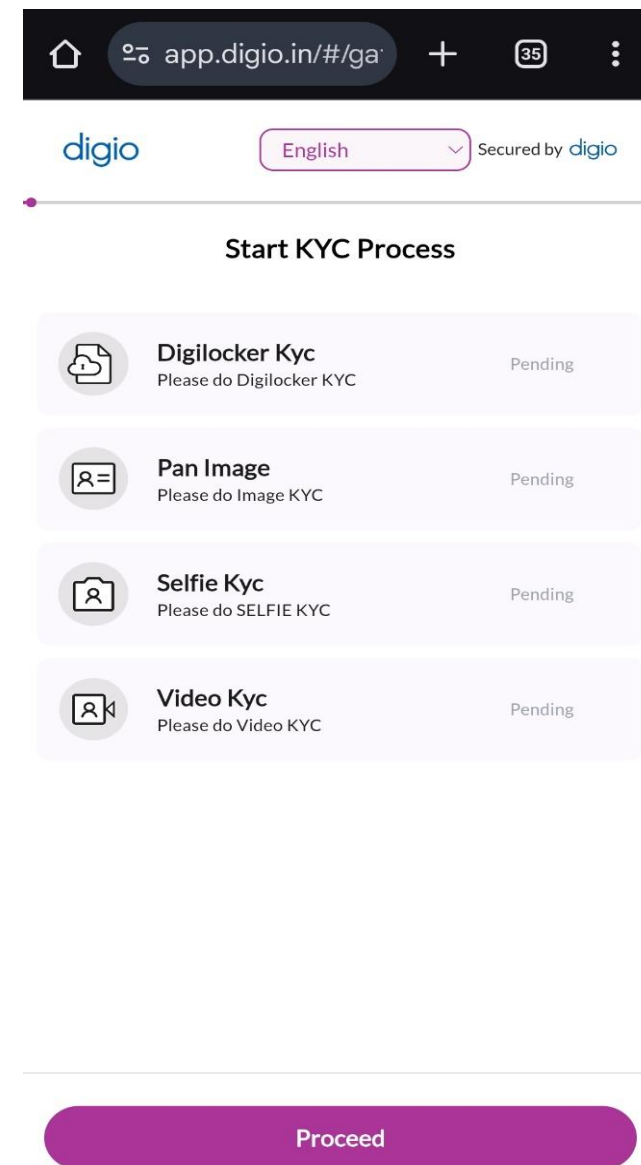 app.digio.in/#/ga
35
digio
English
Secured by digio
Start KYC Process
Digilocker Kyc
Please do Digilocker KYC
Pending
Pan Image
Please do Image KYC
Pending
Selfie Kyc
Please do SELFIE KYC
Pending
Video Kyc
Please do Video KYC
Pending
Proceed